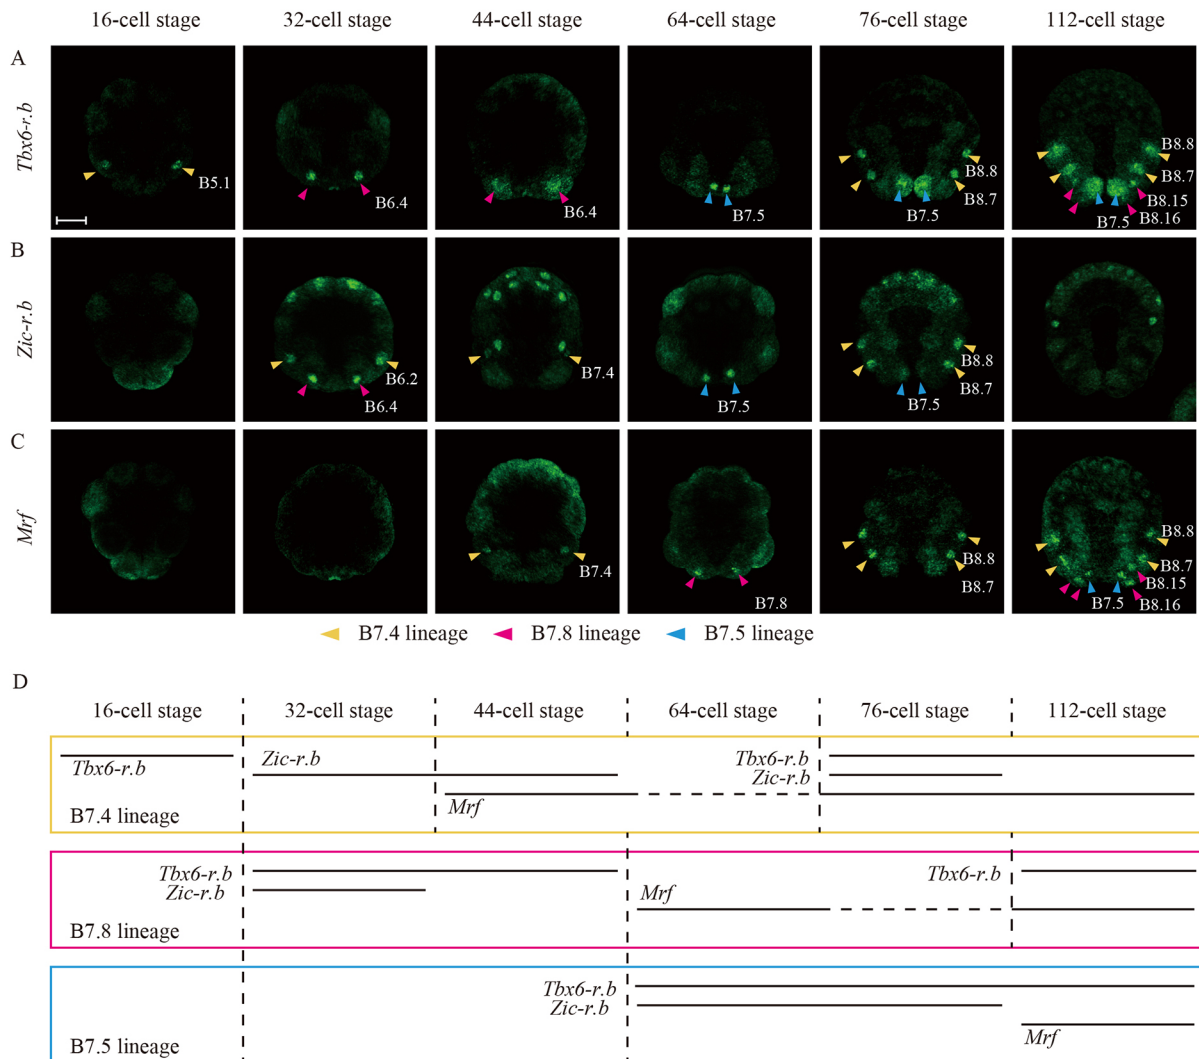 16-cell stage 32-cell stage 44-cell stage 64-cell stage 76-cell stage 112-cell stage
A
Tbx6-r.b
B5.1
B6.4
B6.4
B7.5
B8.8
B8.7
B7.5
B8.8
B8.7
B8.15
B7.5 B8.16
B
Zic-r.b
B6.2
B6.4
B7.4
B7.5
B8.8
B8.7
B7.5
C
Mrf
B7.4
B7.8
B8.8
B8.7
B8.8
B8.7
B8.15
B7.5 B8.16
B7.4 lineage B7.8 lineage B7.5 lineage
D
16-cell stage 32-cell stage 44-cell stage 64-cell stage 76-cell stage 112-cell stage
Tbx6-r.b
Zic-r.b
Tbx6-r.b
Zic-r.b
Mrf
B7.4 lineage
Tbx6-r.b
Zic-r.b
Mrf
Tbx6-r.b
B7.8 lineage
Tbx6-r.b
Zic-r.b
Mrf
B7.5 lineage